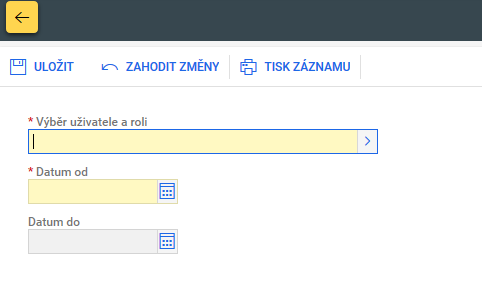 ULOŽIT ZAHODIT ZMĚNY TISK ZÁZNAMU
* Výběr uživatele a roli
* Datum od
Datum do